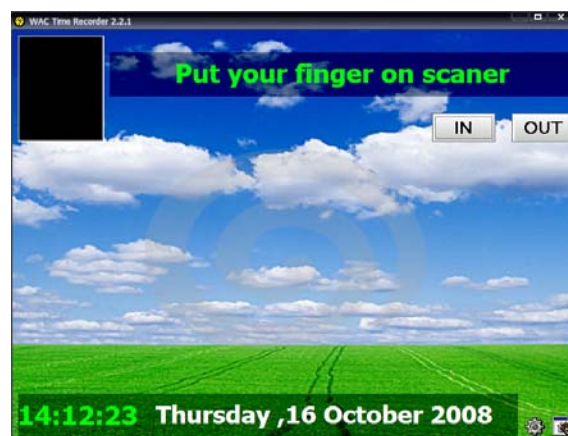 WAC Time Recorder 2.2.1
Put your finger on scaner
IN OUT
14:12:23 Thursday ,16 October 2008